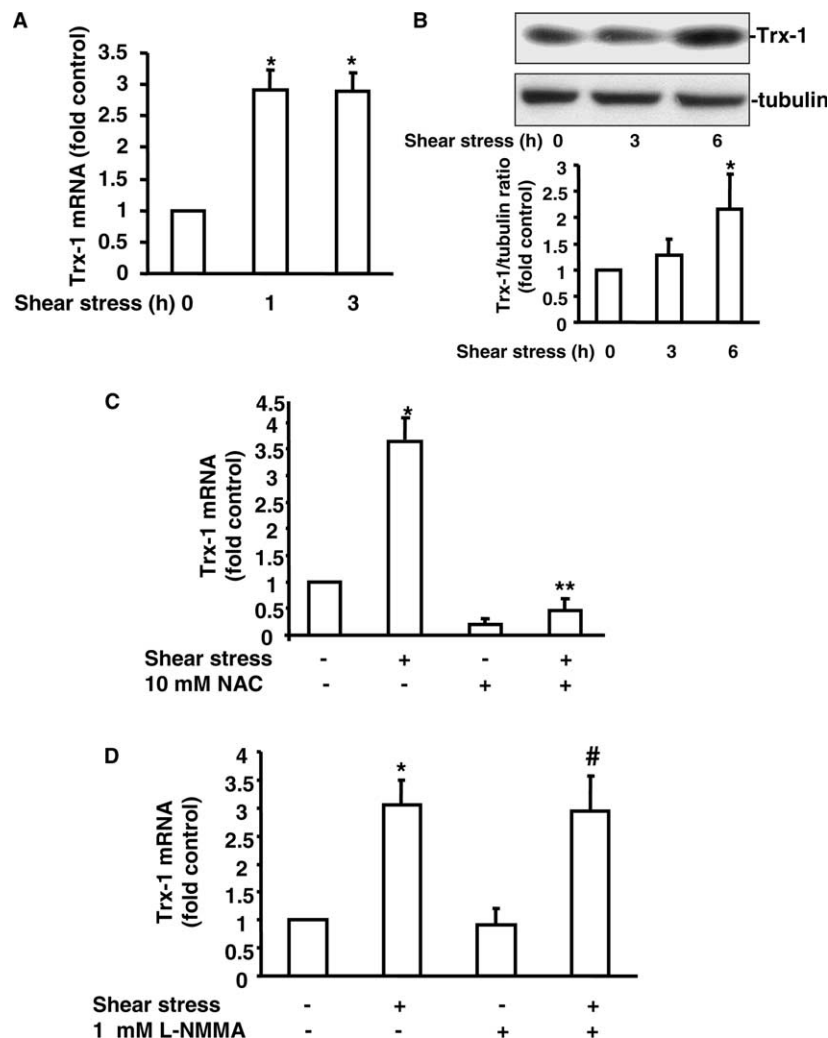 A
Trx-1 mRNA (fold control)
3.5
3
2.5
2
1.5
1
0.5
0
*
*
Shear stress (h) 0 1 3
B
-Trx-1
-tubulin
Shear stress (h) 0 3 6
Trx-1/tubulin ratio
(fold control)
3
2.5
2
1.5
1
0.5
0
*
Shear stress (h) 0 3 6
C
Trx-1 mRNA
(fold control)
4.5
4
3.5
3
2.5
2
1.5
1
0.5
0
*
**
Shear stress - + - +
10 mM NAC - - + +
D
Trx-1 mRNA
(fold control)
4
3.5
3
2.5
2
1.5
1
0.5
0
*
#
Shear stress - + - +
1 mM L-NMMA - - + +